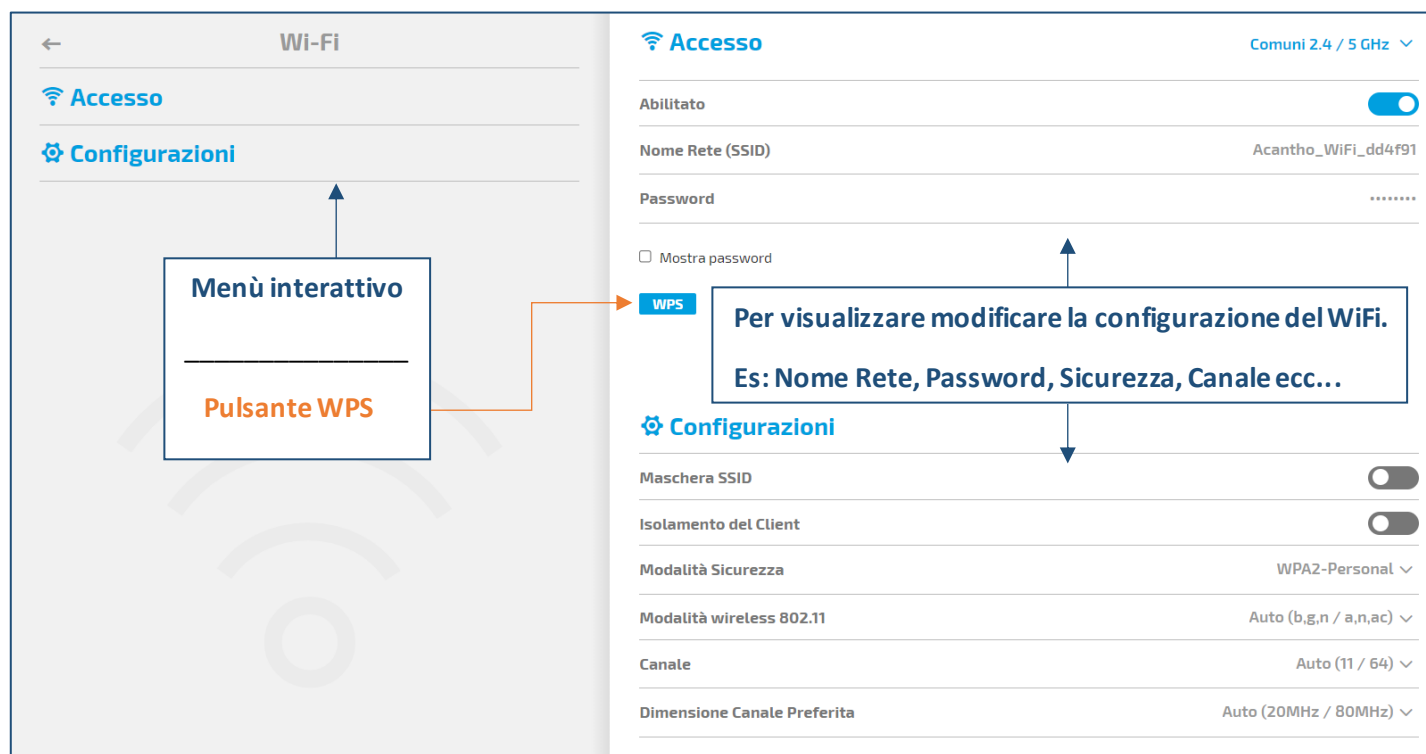 Wi-Fi
Accesso
Configurazioni
Menù interattivo
Pulsante WPS
Accesso
Comuni 2.4 / 5 GHz
Abilitato
Nome Rete (SSID)
Acantho_WiFi_dd4f91
Password
••••••••
Mostra password
WPS
Per visualizzare modificare la configurazione del WiFi.
Es: Nome Rete, Password, Sicurezza, Canale ecc...
Configurazioni
Maschera SSID
Isolamento del Client
Modalità Sicurezza
WPA2-Personal
Modalità wireless 802.11
Auto (b,g,n / a,n,ac)
Canale
Auto (11 / 64)
Dimensione Canale Preferita
Auto (20MHz / 80MHz)